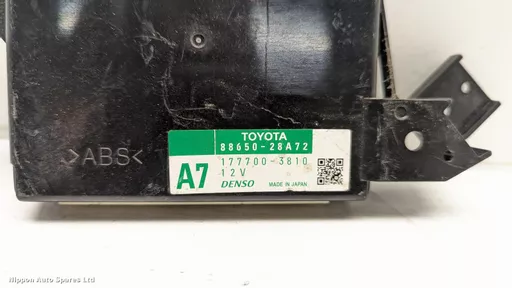 >ABS<
TOYOTA
88650-28A72
177700-3810
A7
12V
DENSO
MADE IN JAPAN
Nippon Auto Spares Ltd